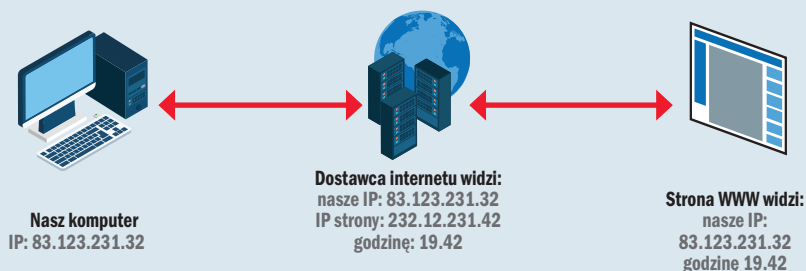 Nasz komputer
IP: 83.123.231.32
Dostawca internetu widzi:
nasze IP: 83.123.231.32
IP strony: 232.12.231.42
godzinę: 19.42
Strona WWW widzi:
nasze IP:
83.123.231.32
godzinę 19.42